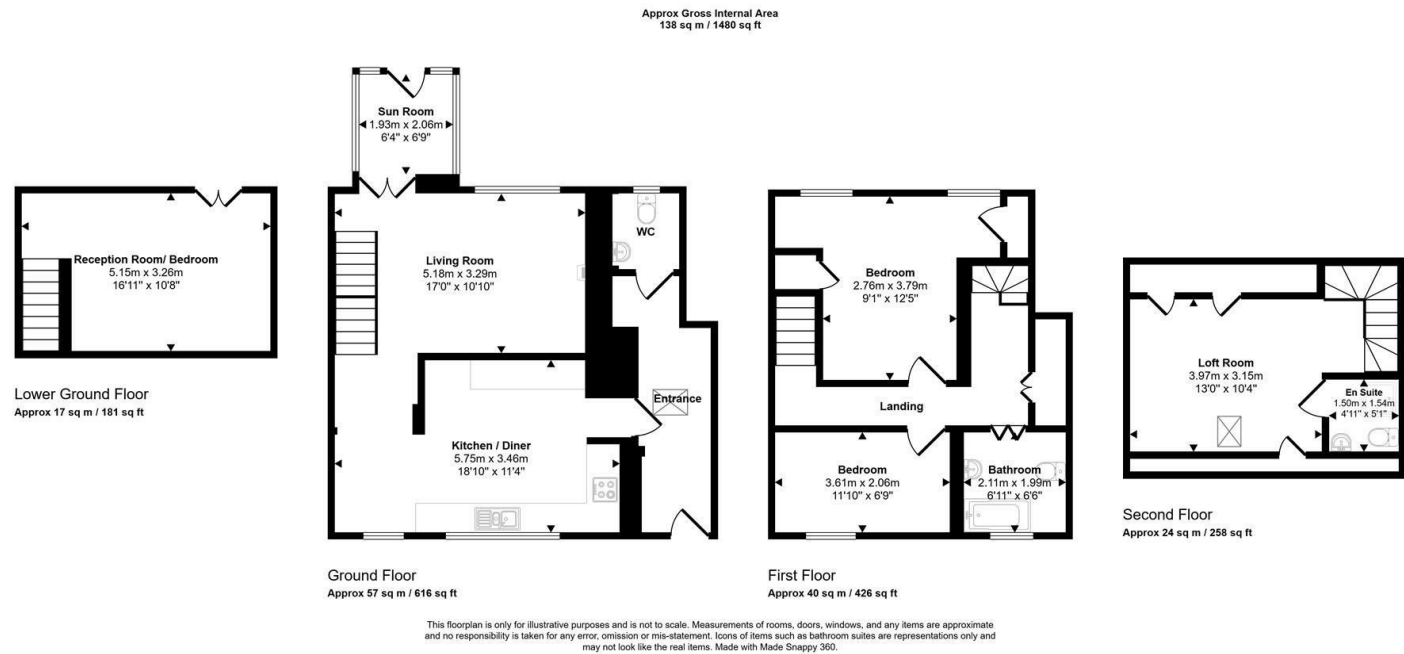 Approx Gross Internal Area
138 sq m / 1480 sq ft
Sun Room
1.93m x 2.06m
6'4" x 6'9"
Reception Room/ Bedroom
5.15m x 3.26m
16'11" x 10'8"
Lower Ground Floor
Approx 17 sq m / 181 sq ft
Living Room
5.18m x 3.29m
17'0" x 10'10"
WC
Entrance
Kitchen / Diner
5.75m x 3.46m
18'10" x 11'4"
Ground Floor
Approx 57 sq m / 616 sq ft
Bedroom
2.76m x 3.79m
9'1" x 12'5"
Landing
Bedroom
3.61m x 2.06m
11'10" x 6'9"
Bathroom
2.11m x 1.99m
6'11" x 6'6"
First Floor
Approx 40 sq m / 426 sq ft
Loft Room
3.97m x 3.15m
13'0" x 10'4"
En Suite
1.50m x 1.54m
4'11" x 5'1"
Second Floor
Approx 24 sq m / 258 sq ft
This floorplan is only for illustrative purposes and is not to scale. Measurements of rooms, doors, windows, and any items are approximate
and no responsibility is taken for any error, omission or mis-statement. Icons of items such as bathroom suites are representations only and
may not look like the real items. Made with Made Snappy 360.